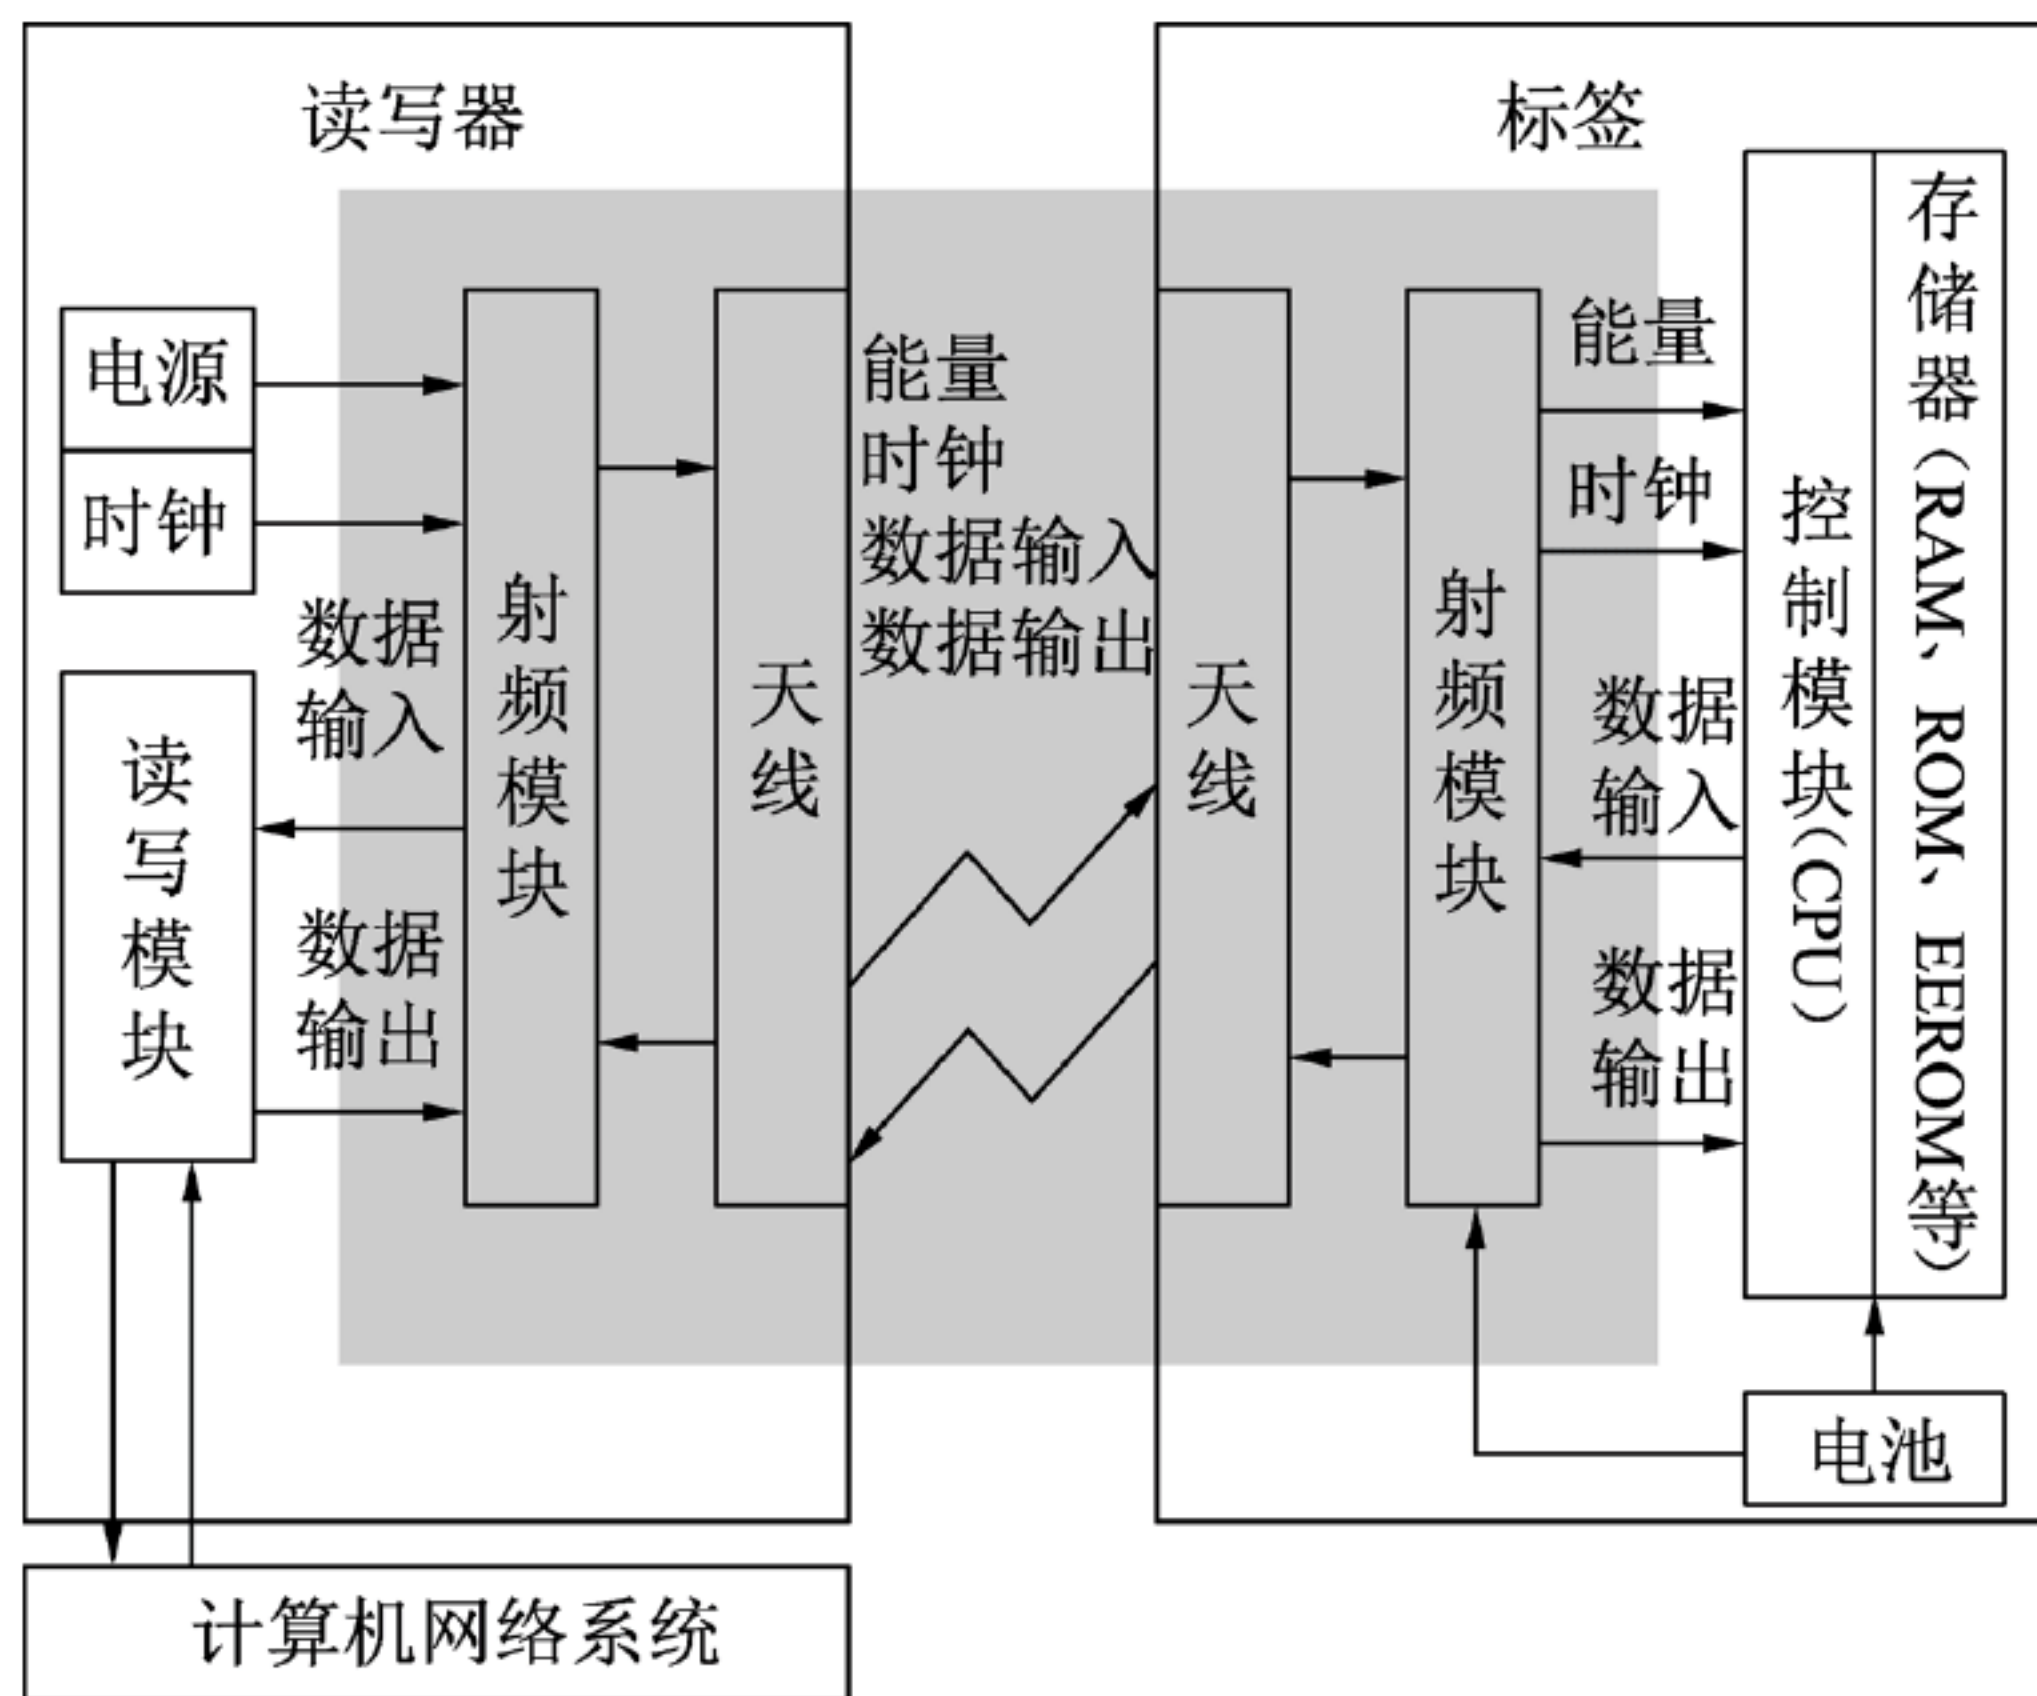 读写器
电源
时钟
数据
输入
读写模块
数据
输出
射频模块
天线
能量
时钟
数据输入
数据输出
标签
天线
射频模块
能量
时钟
数据
输入
数据
输出
控制模块(CPU)
存储器(RAM、ROM、EEROM等)
电池
计算机网络系统